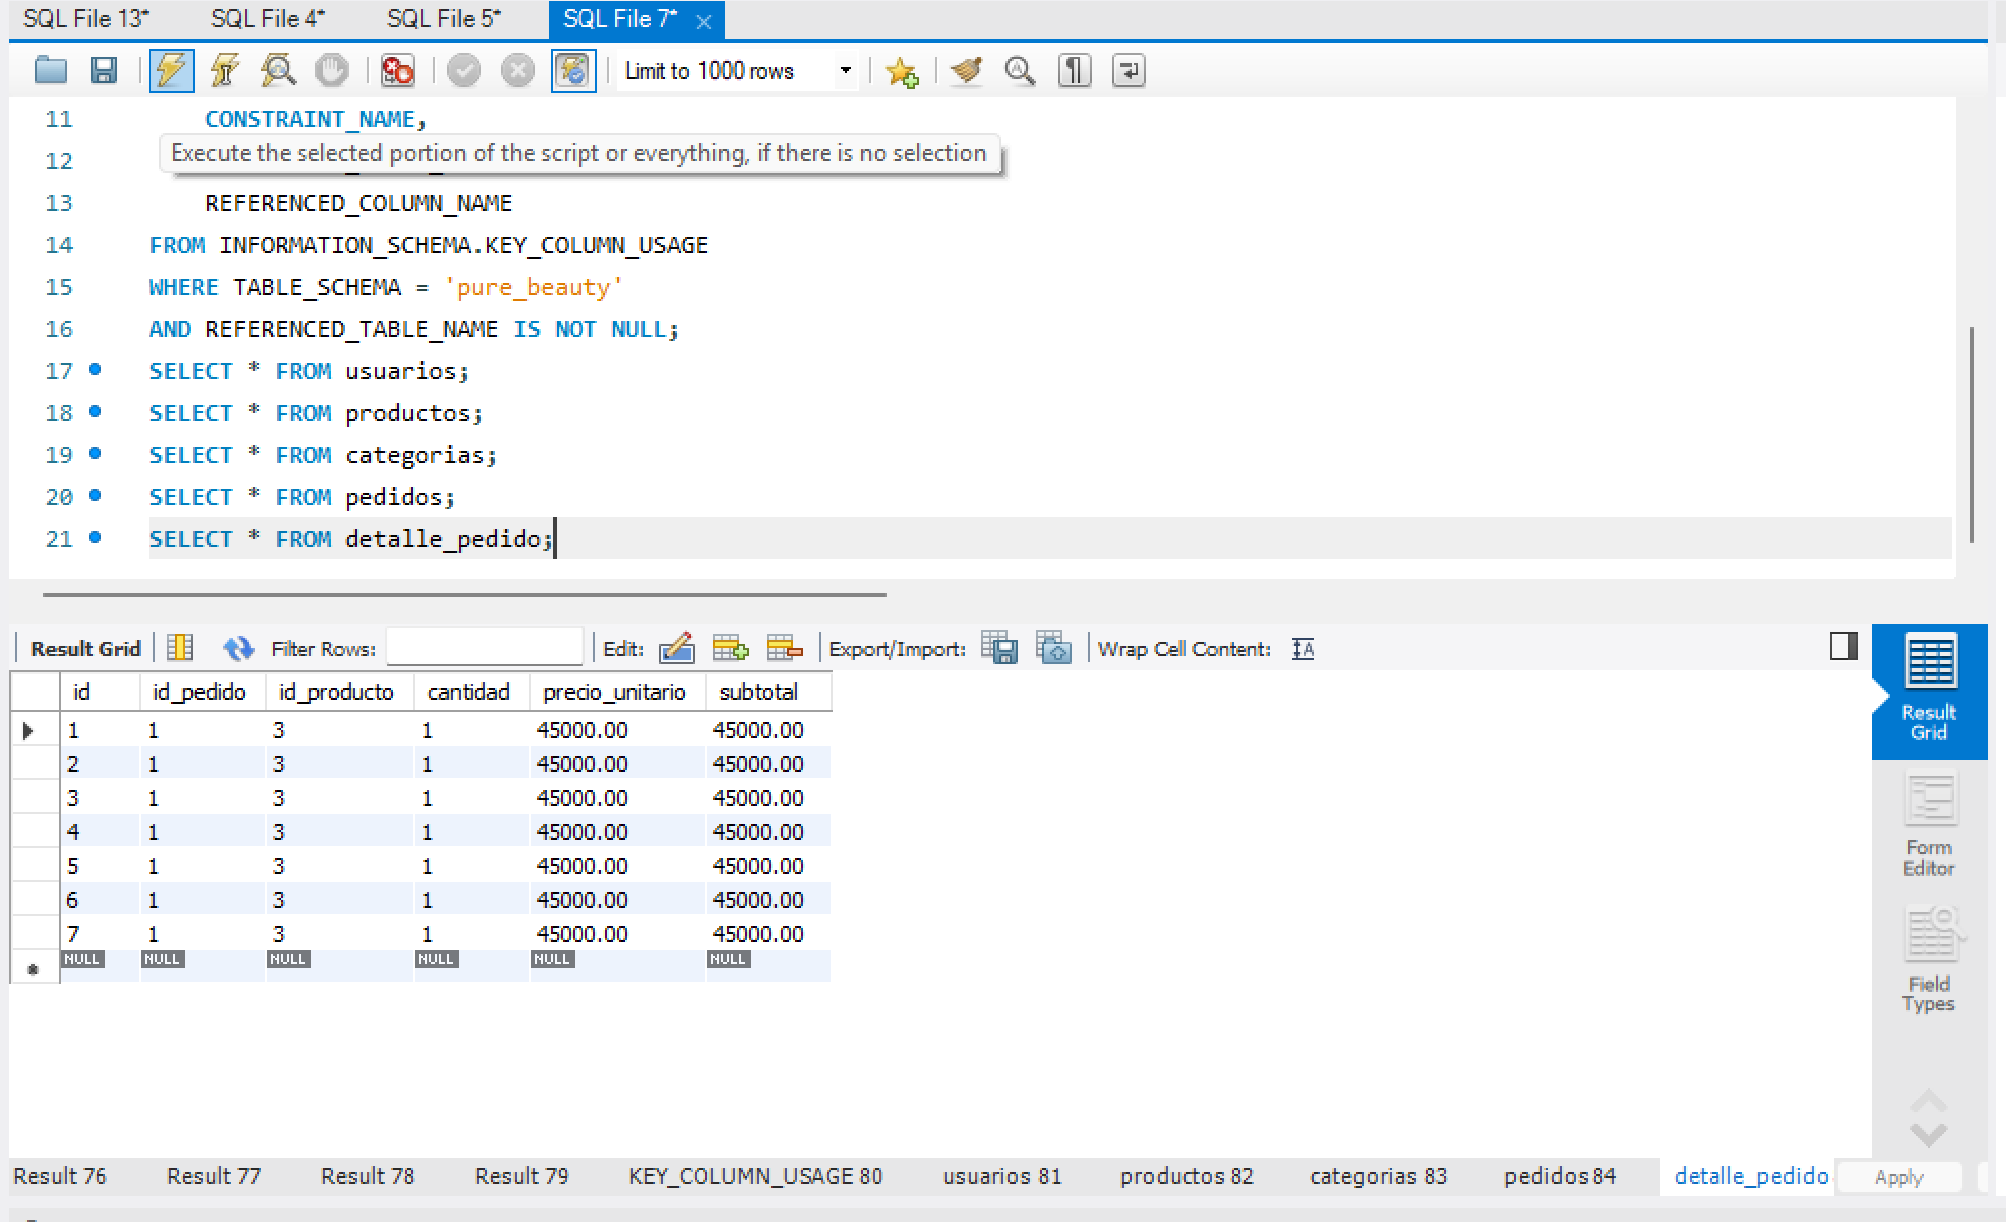 SQL File 13* SQL File 4* SQL File 5* SQL File 7*
Limit to 1000 rows
11 CONSTRAINT_NAME,
Execute the selected portion of the script or everything, if there is no selection
12
13 REFERENCED_COLUMN_NAME
14 FROM INFORMATION_SCHEMA.KEY_COLUMN_USAGE
15 WHERE TABLE_SCHEMA = 'pure_beauty'
16 AND REFERENCED_TABLE_NAME IS NOT NULL;
17 SELECT * FROM usuarios;
18 SELECT * FROM productos;
19 SELECT * FROM categorias;
20 SELECT * FROM pedidos;
21 SELECT * FROM detalle_pedido;
Result Grid Filter Rows: Edit: Export/Import: Wrap Cell Content:
id id_pedido id_producto cantidad precio_unitario subtotal
1 1 3 1 45000.00 45000.00
2 1 3 1 45000.00 45000.00
3 1 3 1 45000.00 45000.00
4 1 3 1 45000.00 45000.00
5 1 3 1 45000.00 45000.00
6 1 3 1 45000.00 45000.00
7 1 3 1 45000.00 45000.00
NULL NULL NULL NULL NULL NULL
Result
Grid
Form
Editor
Field
Types
Result 76 Result 77 Result 78 Result 79 KEY_COLUMN_USAGE 80 usuarios 81 productos 82 categorias 83 pedidos 84 detalle_pedido Apply